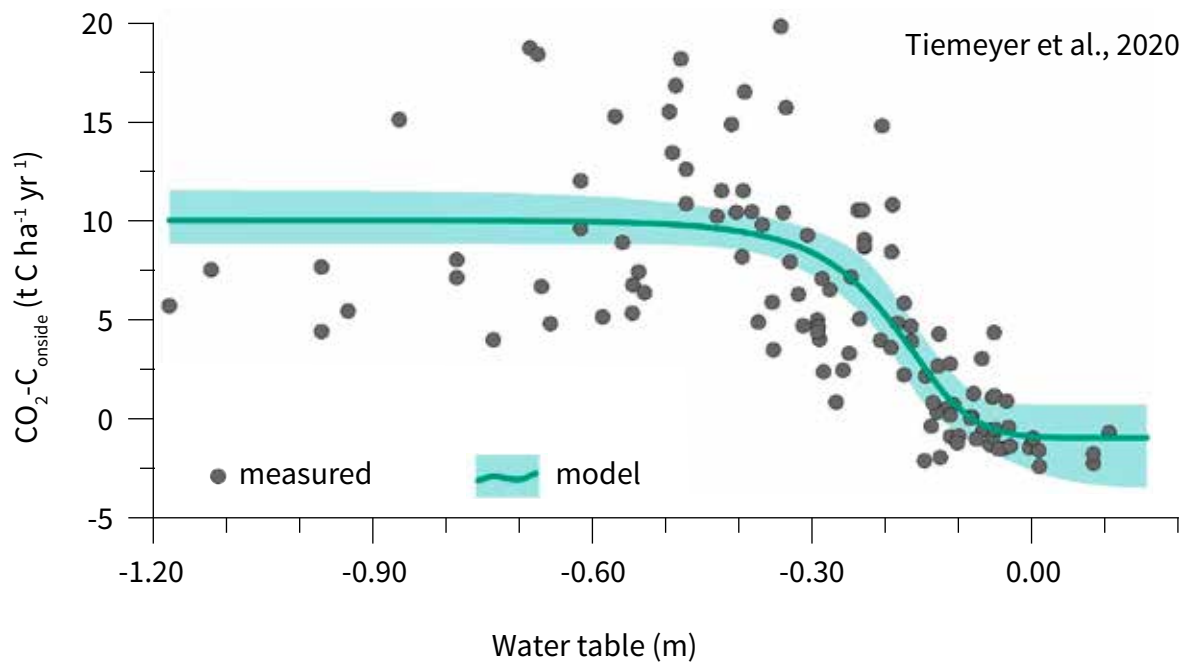 Tiemeyer et al., 2020
CO₂-C onside (t C ha⁻¹ yr ¹)
20
15
10
5
0
-5
measured
model
-1.20 -0.90 -0.60 -0.30 0.00
Water table (m)